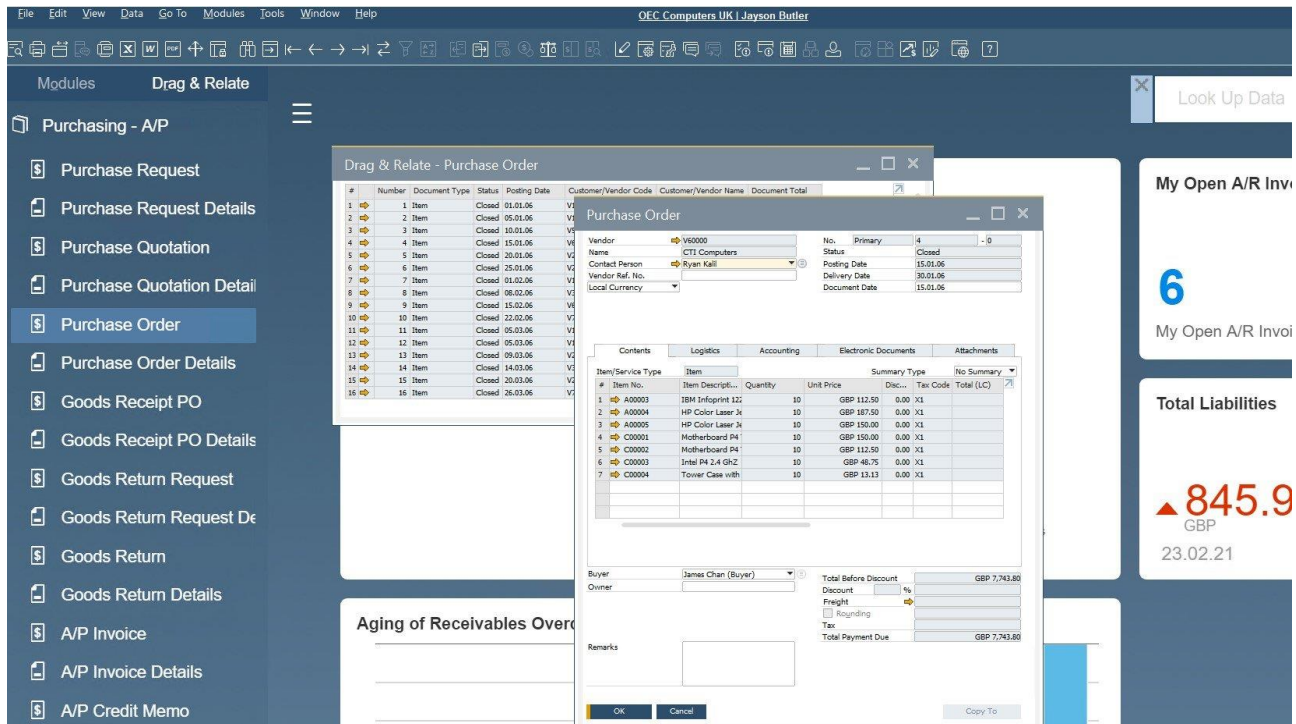 File Edit View Data Go To Modules Tools Window Help
OEC Computers UK | Jayson Butler
Modules Drag & Relate
Look Up Data
Purchasing - A/P
Purchase Request
Purchase Request Details
Purchase Quotation
Purchase Quotation Detail
Purchase Order
Purchase Order Details
Goods Receipt PO
Goods Receipt PO Details
Goods Return Request
Goods Return Request De
Goods Return
Goods Return Details
A/P Invoice
A/P Invoice Details
A/P Credit Memo
Drag & Relate - Purchase Order
# Number Document Type Status Posting Date Customer/Vendor Code Customer/Vendor Name Document Total
1 1 Item Closed 01.01.06 V1
2 2 Item Closed 05.01.06 V2
3 3 Item Closed 10.01.06 V5
4 4 Item Closed 15.01.06 V6
5 5 Item Closed 20.01.06 V2
6 6 Item Closed 25.01.06 V2
7 7 Item Closed 01.02.06 V1
8 8 Item Closed 08.02.06 V3
9 9 Item Closed 15.02.06 V6
10 10 Item Closed 22.02.06 V7
11 11 Item Closed 05.03.06 V1
12 12 Item Closed 05.03.06 V1
13 13 Item Closed 09.03.06 V2
14 14 Item Closed 14.03.06 V3
15 15 Item Closed 20.03.06 V2
16 16 Item Closed 26.03.06 V7
Purchase Order
Vendor V60000
Name CTI Computers
Contact Person Ryan Kalil
Vendor Ref. No.
Local Currency
No. Primary 4 - 0
Status Closed
Posting Date 15.01.06
Delivery Date 30.01.06
Document Date 15.01.06
Contents Logistics Accounting Electronic Documents Attachments
Item/Service Type Item Summary Type No Summary
# Item No. Item Descripti... Quantity Unit Price Disc... Tax Code Total (LC)
1 A00003 IBM Infoprint 122 10 GBP 112.50 0.00 X1
2 A00004 HP Color Laser Je 10 GBP 187.50 0.00 X1
3 A00005 HP Color Laser Je 10 GBP 150.00 0.00 X1
4 C00001 Motherboard P4 10 GBP 150.00 0.00 X1
5 C00002 Motherboard P4 10 GBP 112.50 0.00 X1
6 C00003 Intel P4 2.4 GhZ 10 GBP 48.75 0.00 X1
7 C00004 Tower Case with 10 GBP 13.13 0.00 X1
Buyer James Chan (Buyer)
Owner
Total Before Discount GBP 7,743.80
Discount %
Freight
Rounding
Tax
Total Payment Due GBP 7,743.80
Remarks
OK Cancel Copy To
My Open A/R Invo
6
My Open A/R Invoi
Total Liabilities
845.9
GBP
23.02.21
Aging of Receivables Overd